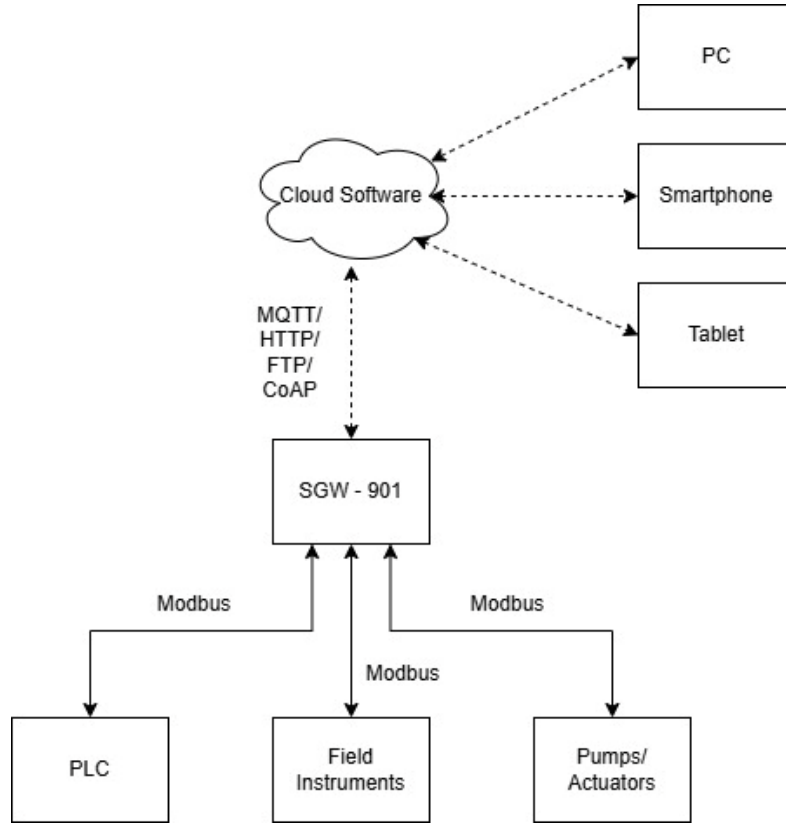 PC
Cloud Software
Smartphone
MQTT/
HTTP/
FTP/
CoAP
Tablet
SGW - 901
Modbus
Modbus
Modbus
PLC
Field
Instruments
Pumps/
Actuators